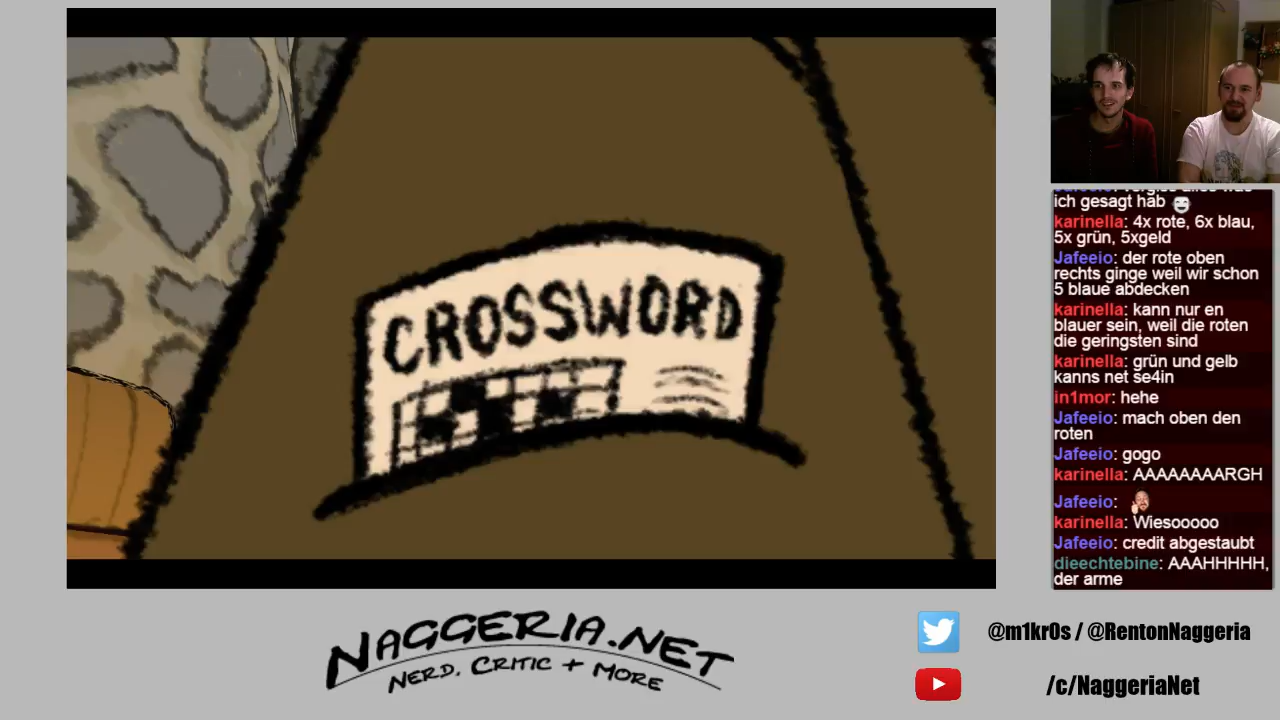 CROSSWORD
ich gesagt hab
karinella: 4x rote, 6x blau,
5x grün, 5xgeld
Jafeeio: der rote oben
rechts ginge weil wir schon
5 blaue abdecken
karinella: kann nur en
blauer sein, weil die roten
die geringsten sind
karinella: grün und gelb
kanns net se4in
in1mor: hehe
Jafeeio: mach oben den
roten
Jafeeio: gogo
karinella: AAAAAAAARGH
Jafeeio:
karinella: Wiesooooo
Jafeeio: credit abgestaubt
dieechtebine: AAAHHHHH,
der arme
NAGGERIA.NET
NERD, CRITIC + MORE
@m1kr0s / @RentonNaggeria
/c/NaggeriaNet